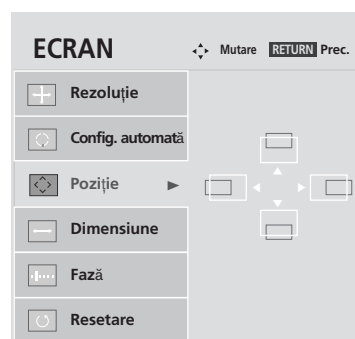 ECRAN Mutare RETURN Prec.
Rezoluție
Config. automată
Poziție
Dimensiune
Fază
Resetare